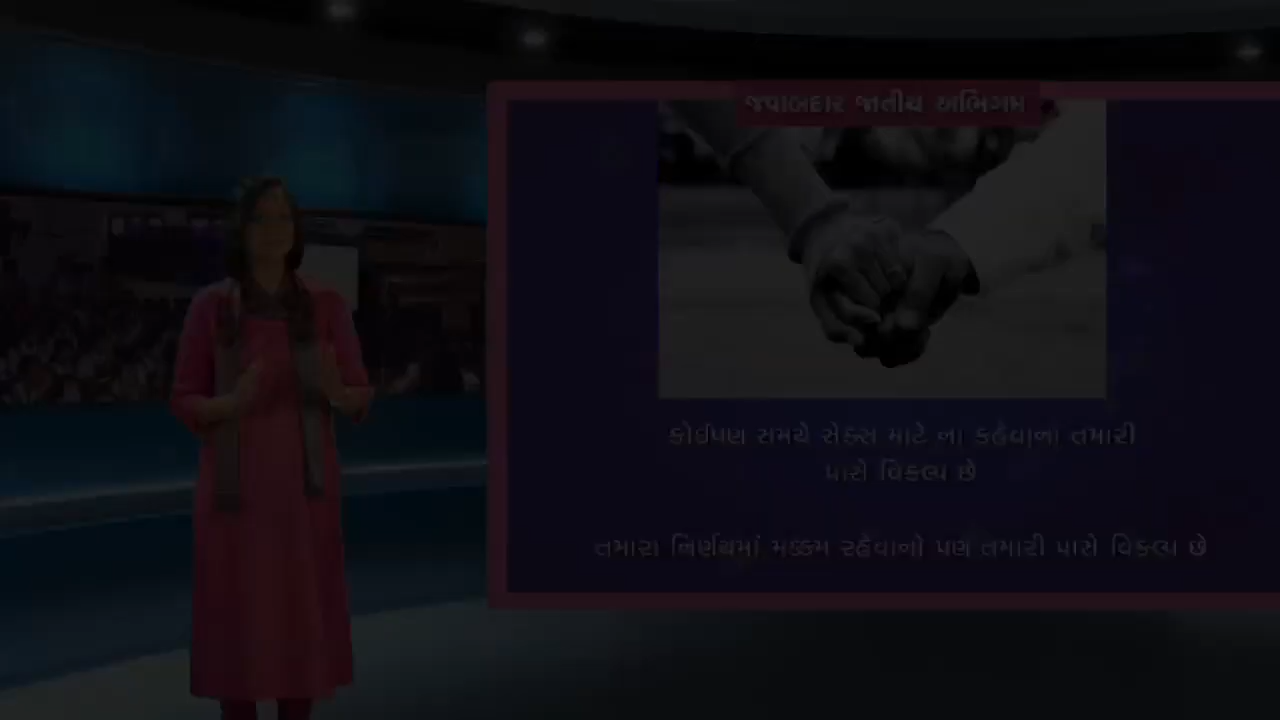 જવાબદાર જાતીય અભિગમ
કોઈપણ સમયે સેક્સ માટે ના કહેવાનો તમારી
પાસે વિકલ્પ છે
તમારા નિર્ણયમાં મક્કમ રહેવાનો પણ તમારી પાસે વિકલ્પ છે